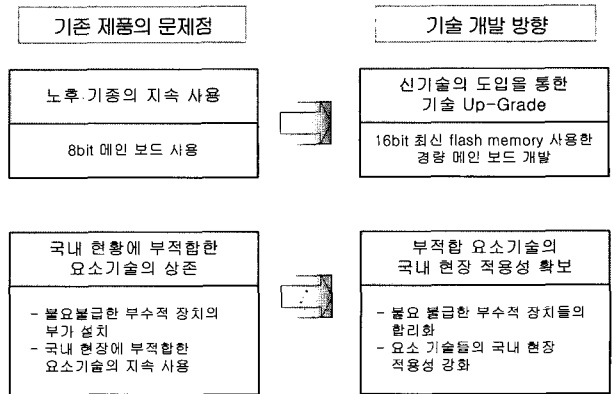 기존 제품의 문제점
기술 개발 방향
노후 기종의 지속 사용
8bit 메인 보드 사용
신기술의 도입을 통한
기술 Up-Grade
16bit 최신 flash memory 사용한
경량 메인 보드 개발
국내 현황에 부적합한
요소기술의 상존
- 불요불급한 부수적 장치의
부가 설치
- 국내 현장에 부적합한
요소기술의 지속 사용
부적합 요소기술의
국내 현장 적용성 확보
- 불요 불급한 부수적 장치들의
합리화
- 요소 기술들의 국내 현장
적용성 강화